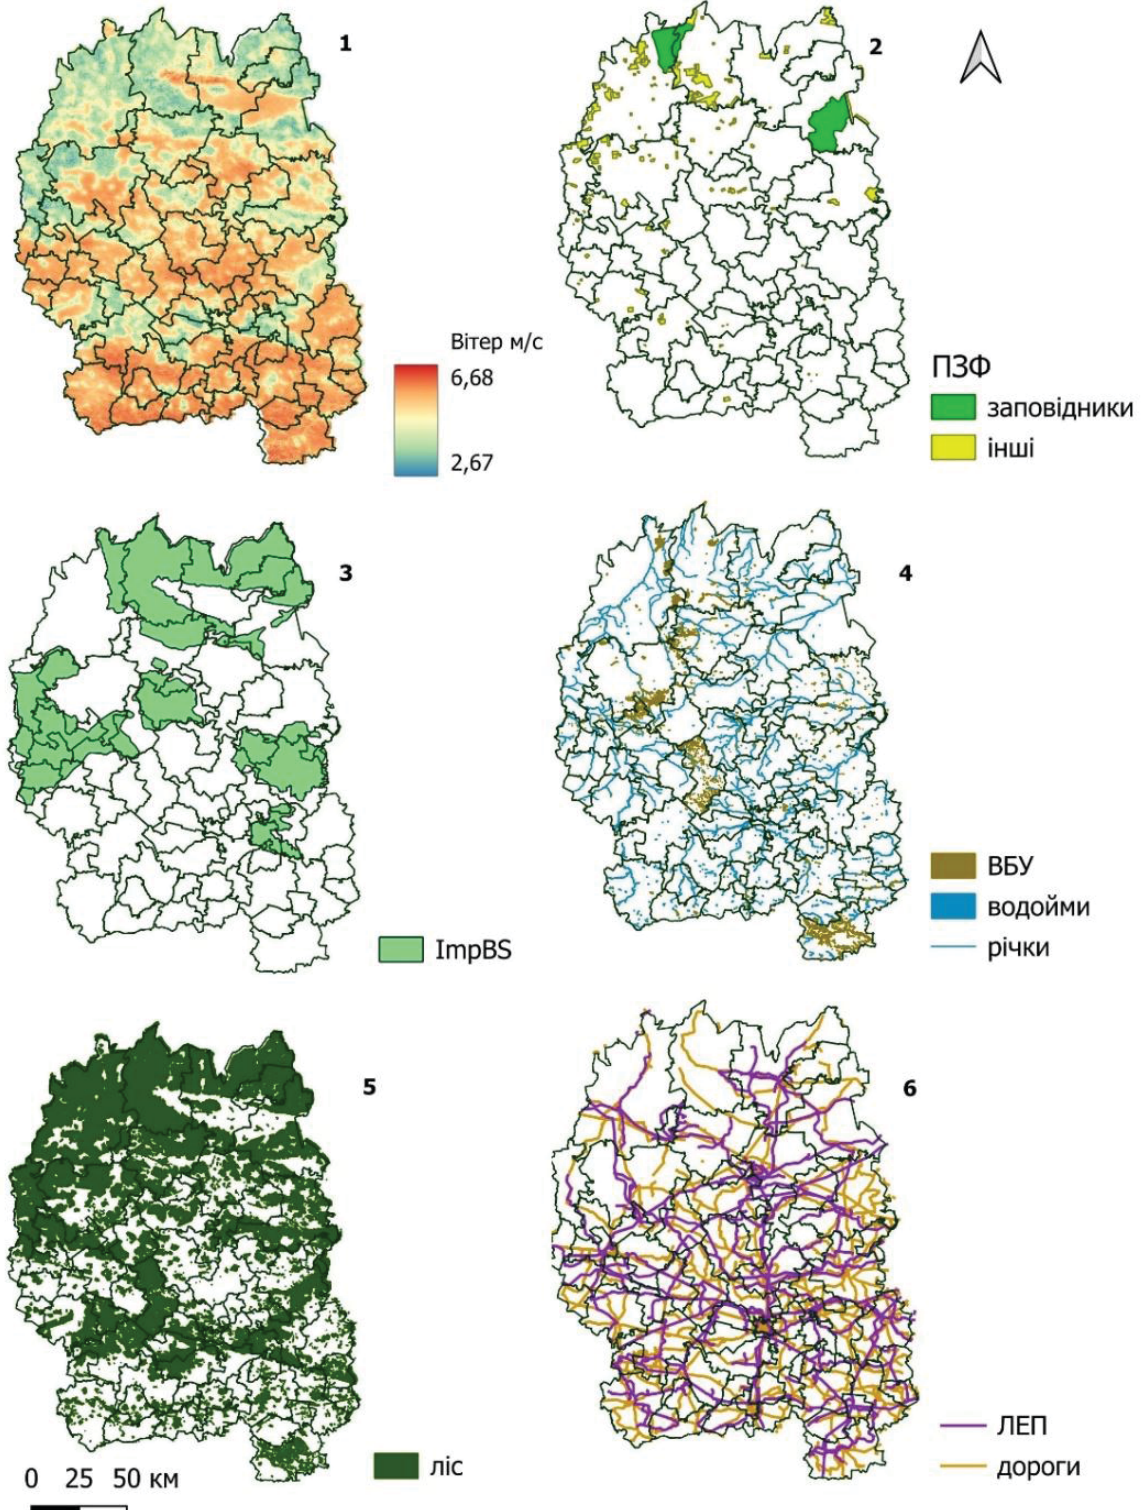 1
2
Вітер м/с
6,68
2,67
ПЗФ
заповідники
інші
3
4
ImpBS
ВБУ
водойми
річки
5
6
ліс
ЛЕП
дороги
0 25 50 км